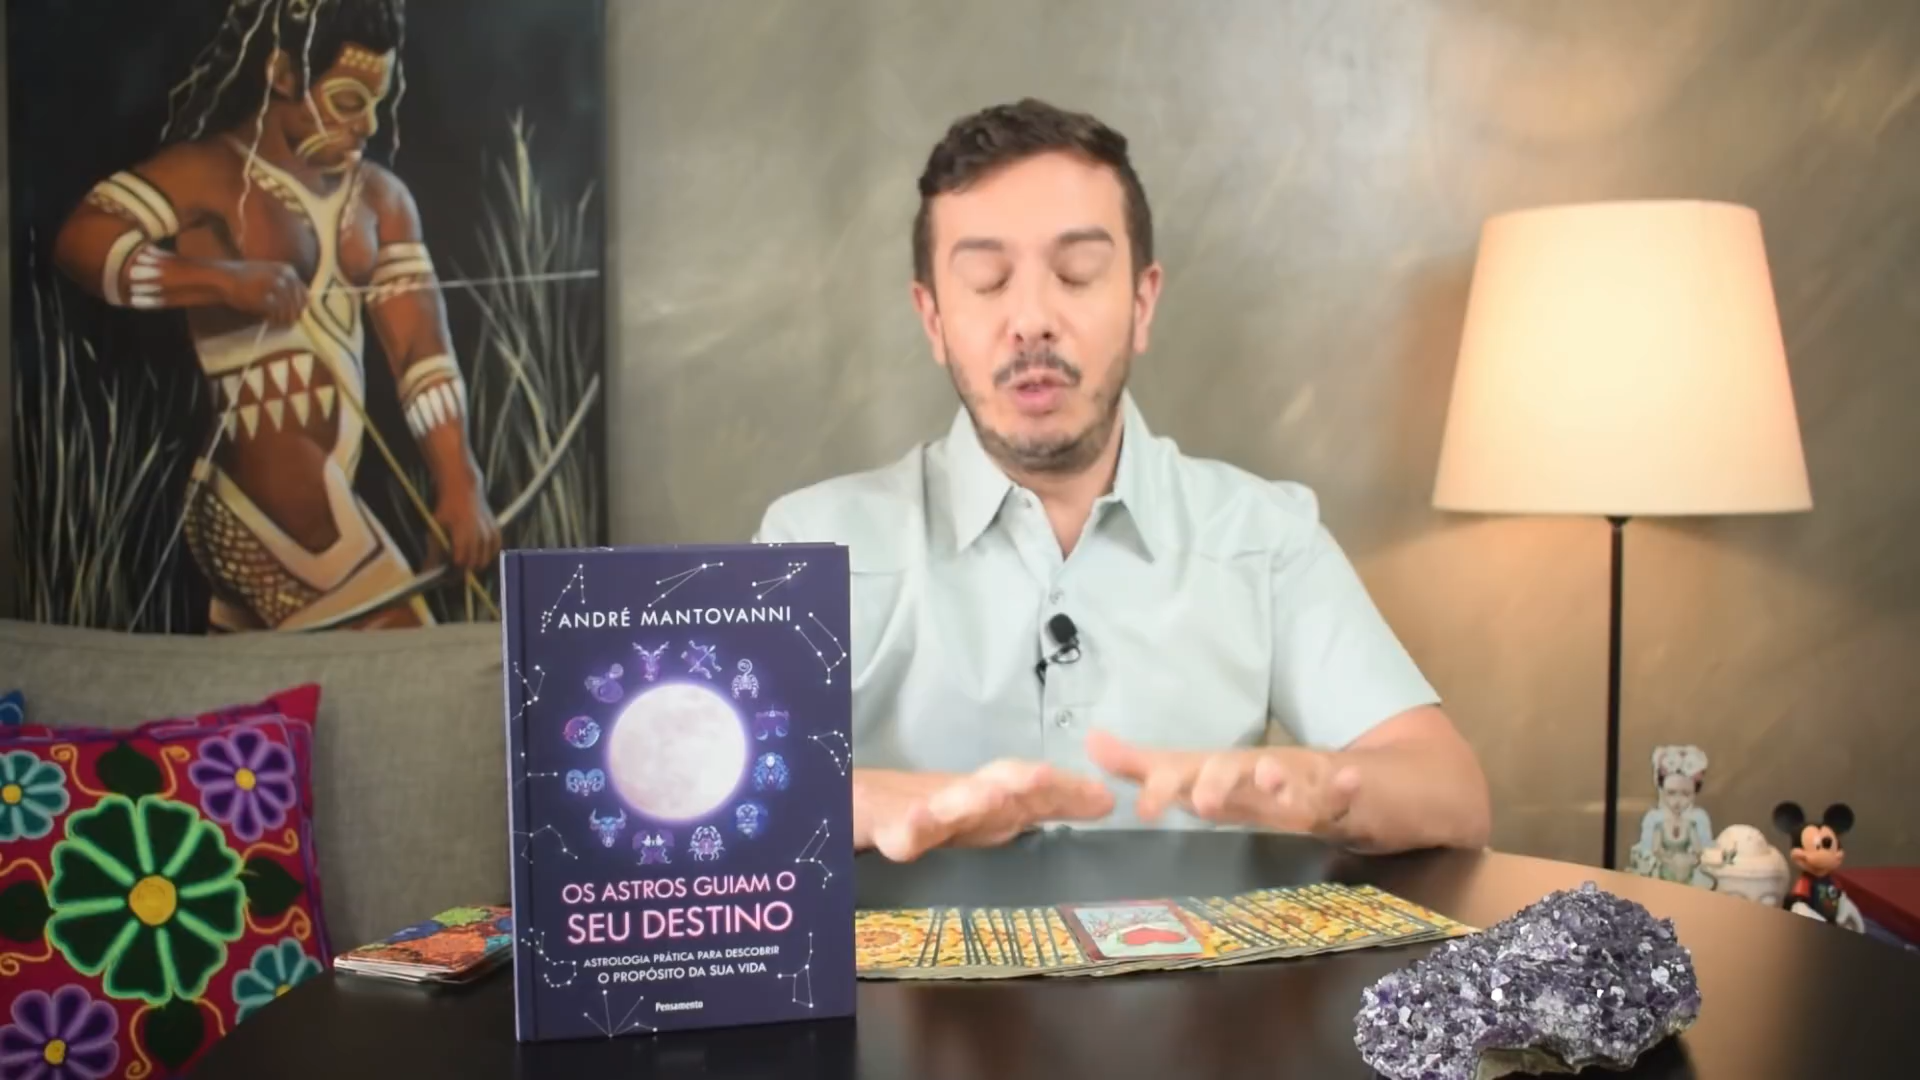 ANDRÉ MANTOVANNI
OS ASTROS GUIAM O
SEU DESTINO
ASTROLOGIA PRÁTICA PARA DESCOBRIR
O PROPÓSITO DA SUA VIDA
Pensamento